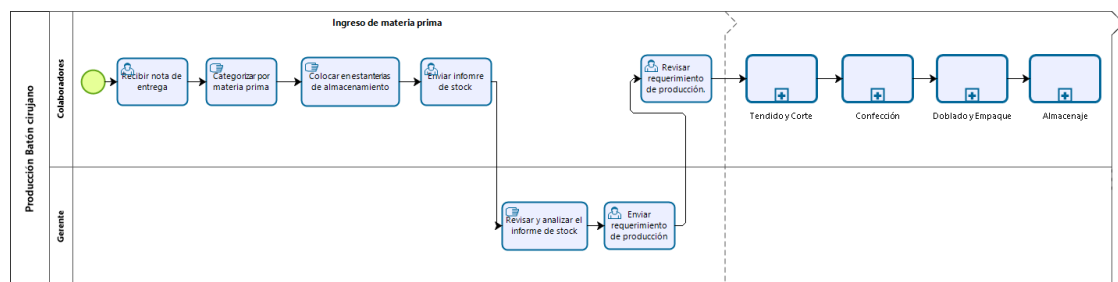 Ingreso de materia prima
Producción Batón cirujano
Colaboradores
Recibir nota de
entrega
Categorizar por
materia prima
Colocar en estanterías
de almacenamiento
Enviar infomre
de stock
Revisar
requerimiento
de producción.
Tendido y Corte
Confección
Doblado y Empaque
Almacenaje
Gerente
Revisar y analizar el
informe de stock
Enviar
requerimiento
de producción